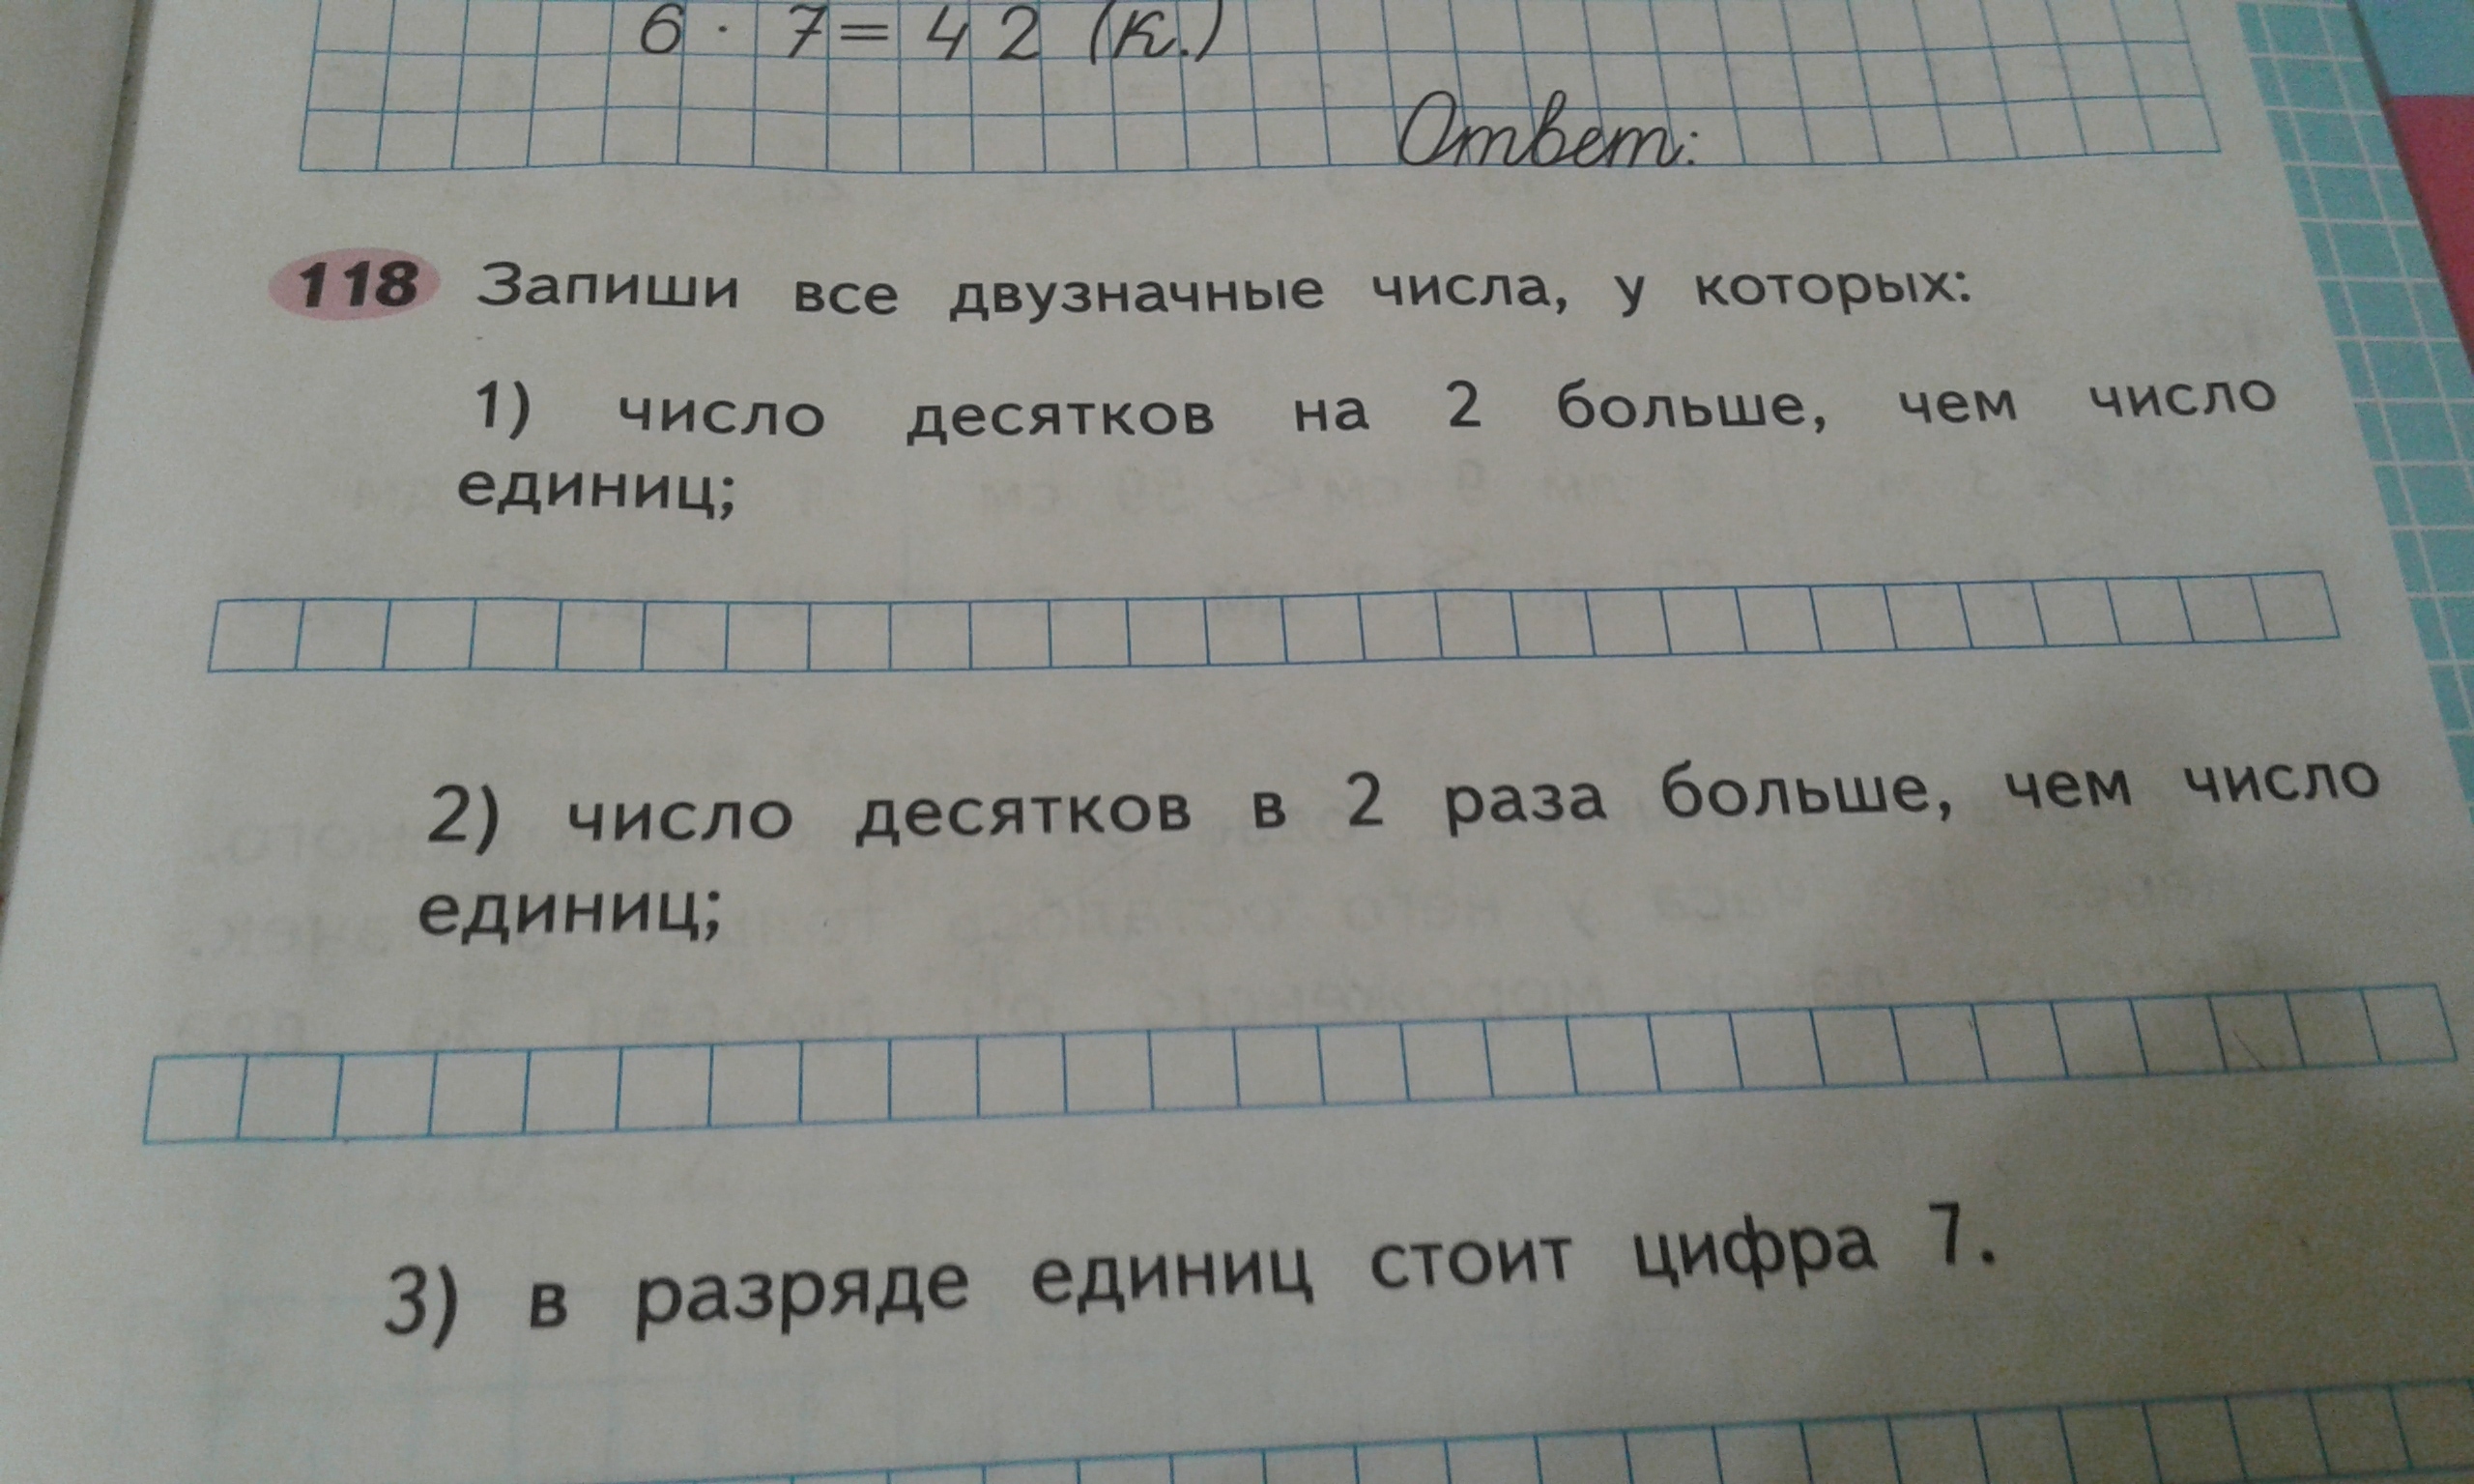 6 · 7 = 42 (к.)
Ответ:
118 Запиши все двузначные числа, у которых:
1) число десятков на 2 больше, чем число
единиц;
2) число десятков в 2 раза больше, чем число
единиц;
3) в разряде единиц стоит цифра 7.